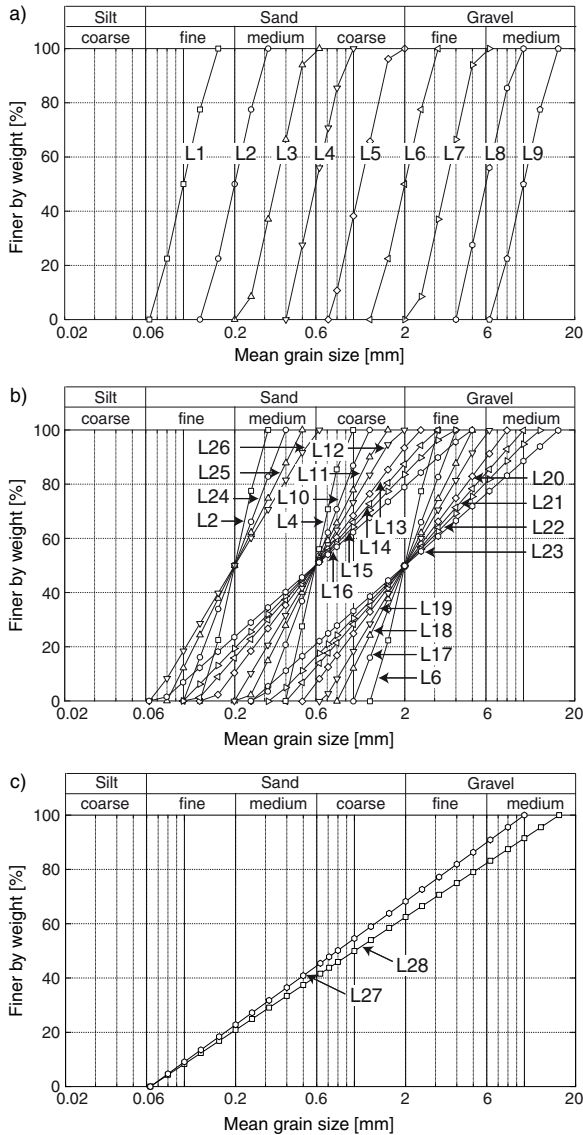 a)
Silt Sand Gravel
coarse fine medium coarse fine medium
100
80
60
40
20
0
Finer by weight [%]
L1 L2 L3 L4 L5 L6 L7 L8 L9
0.02 0.06 0.2 0.6 2 6 20
Mean grain size [mm]
b)
Silt Sand Gravel
coarse fine medium coarse fine medium
100
80
60
40
20
0
Finer by weight [%]
L26
L25
L24
L2
L12
L11
L10
L4
L13
L14
L15
L16
L20
L21
L22
L23
L19
L18
L17
L6
0.02 0.06 0.2 0.6 2 6 20
Mean grain size [mm]
c)
Silt Sand Gravel
coarse fine medium coarse fine medium
100
80
60
40
20
0
Finer by weight [%]
L28
L27
0.02 0.06 0.2 0.6 2 6 20
Mean grain size [mm]